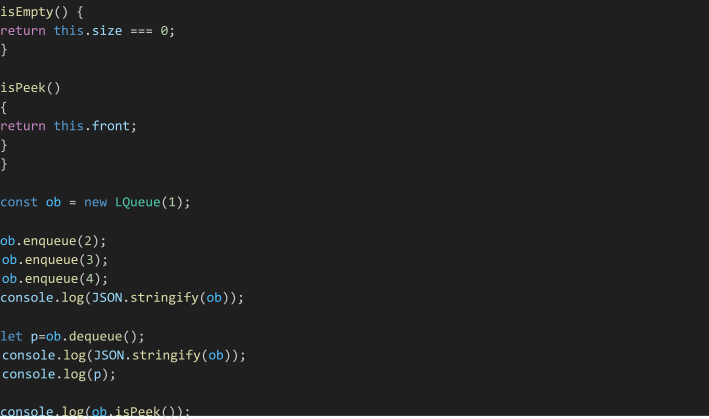 isEmpty() {
return this.size === 0;
}
isPeek()
{
return this.front;
}
}
const ob = new LQueue(1);
ob.enqueue(2);
ob.enqueue(3);
ob.enqueue(4);
console.log(JSON.stringify(ob));
let p=ob.dequeue();
console.log(JSON.stringify(ob));
console.log(p);
console.log(ob.isPeek());